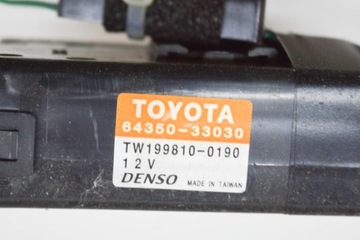 TOYOTA
64350-33030
TW199810-0190
12V
DENSO MADE IN TAIWAN